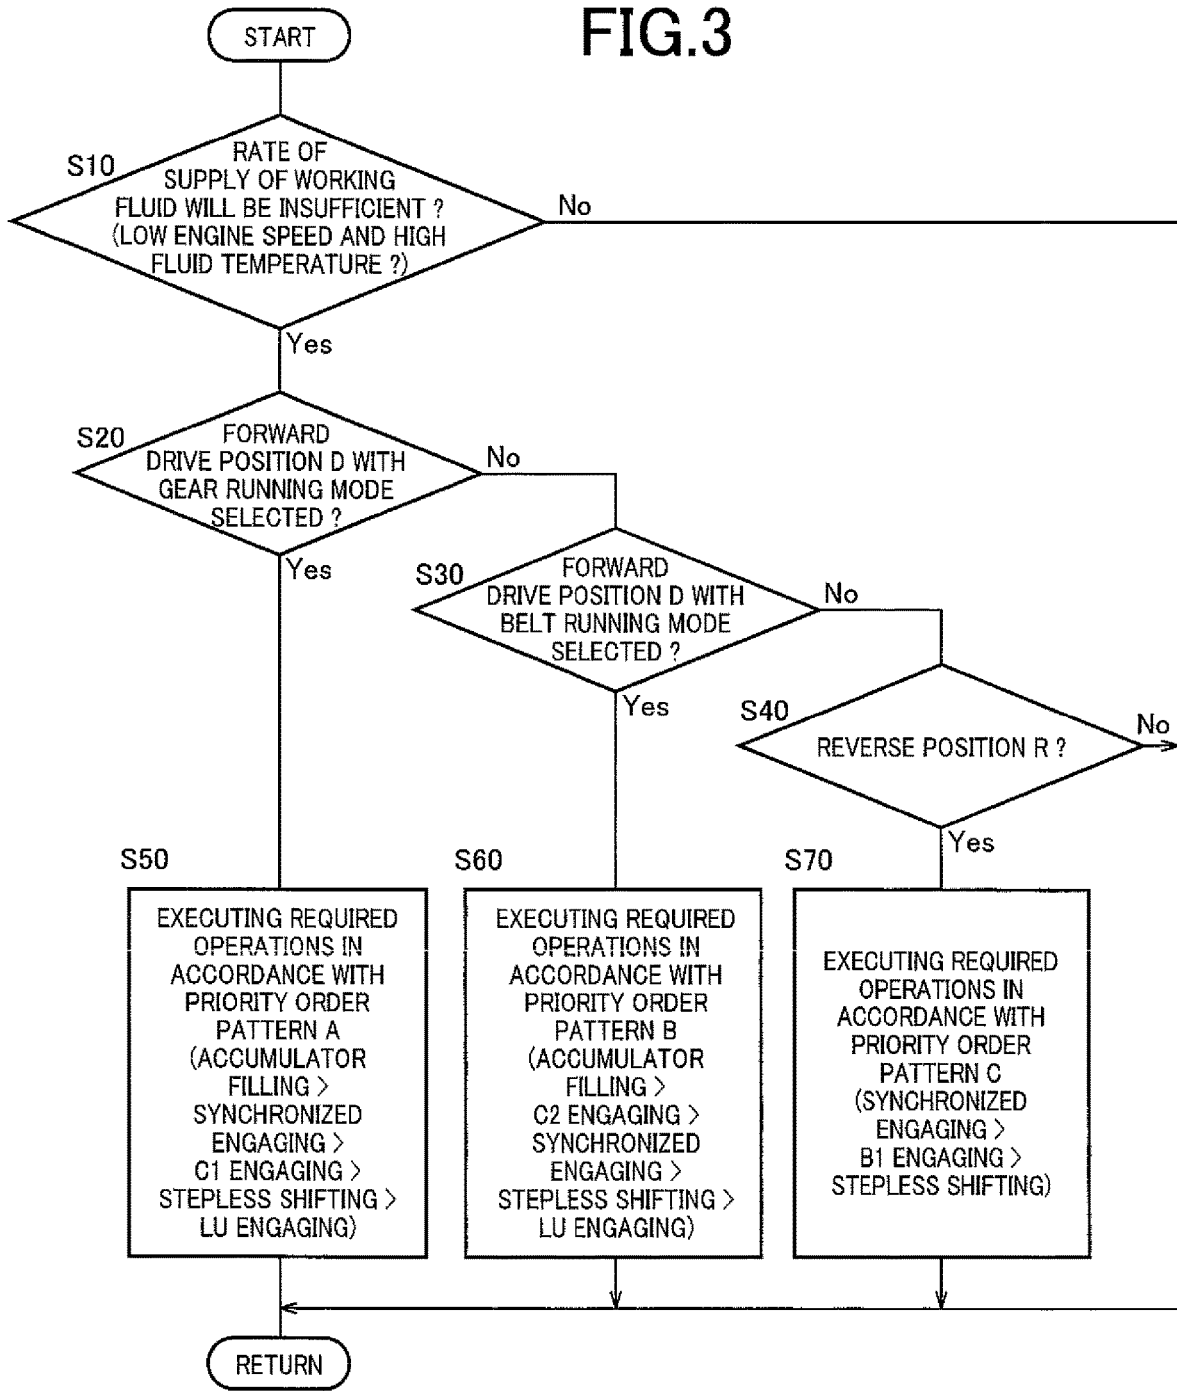 FIG.3
START
S10
RATE OF
SUPPLY OF WORKING
FLUID WILL BE INSUFFICIENT ?
(LOW ENGINE SPEED AND HIGH
FLUID TEMPERATURE ?)
No
Yes
S20
FORWARD
DRIVE POSITION D WITH
GEAR RUNNING MODE
SELECTED ?
No
Yes
S30
FORWARD
DRIVE POSITION D WITH
BELT RUNNING MODE
SELECTED ?
No
Yes
S40
REVERSE POSITION R ?
No
Yes
S50
EXECUTING REQUIRED
OPERATIONS IN
ACCORDANCE WITH
PRIORITY ORDER
PATTERN A
(ACCUMULATOR
FILLING >
SYNCHRONIZED
ENGAGING >
C1 ENGAGING >
STEPLESS SHIFTING >
LU ENGAGING)
S60
EXECUTING REQUIRED
OPERATIONS IN
ACCORDANCE WITH
PRIORITY ORDER
PATTERN B
(ACCUMULATOR
FILLING >
C2 ENGAGING >
SYNCHRONIZED
ENGAGING >
STEPLESS SHIFTING >
LU ENGAGING)
S70
EXECUTING REQUIRED
OPERATIONS IN
ACCORDANCE WITH
PRIORITY ORDER
PATTERN C
(SYNCHRONIZED
ENGAGING >
B1 ENGAGING >
STEPLESS SHIFTING)
RETURN